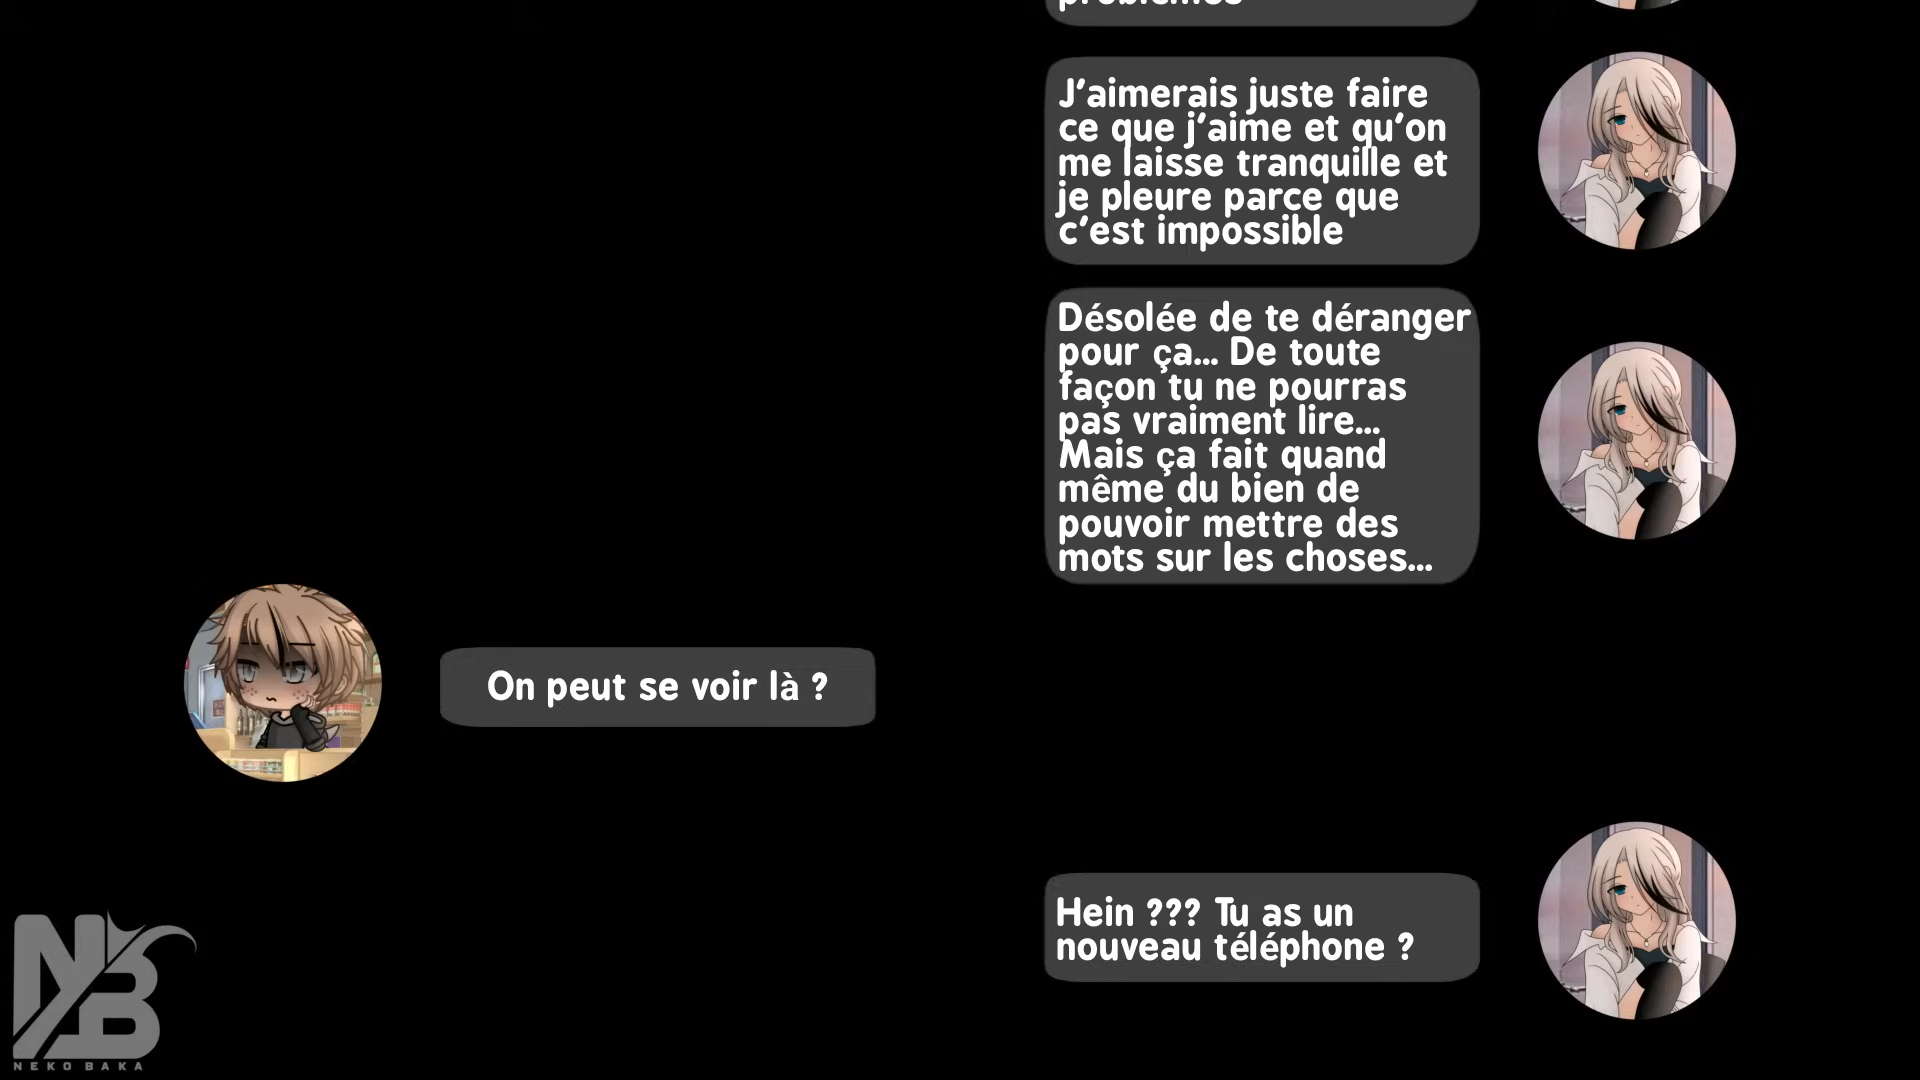 problèmes
J'aimerais juste faire
ce que j'aime et qu'on
me laisse tranquille et
je pleure parce que
c'est impossible
Désolée de te déranger
pour ça... De toute
façon tu ne pourras
pas vraiment lire...
Mais ça fait quand
même du bien de
pouvoir mettre des
mots sur les choses...
On peut se voir là ?
Hein ??? Tu as un
nouveau téléphone ?
NB
NEKO BAKA